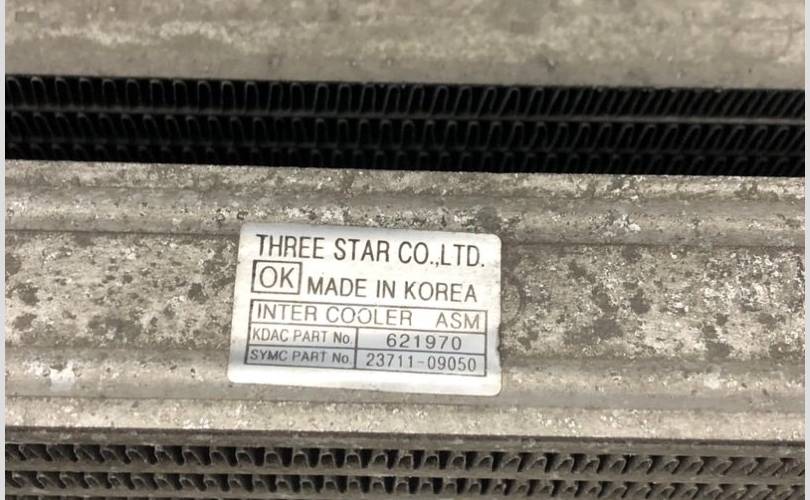 THREE STAR CO.,LTD.
OK MADE IN KOREA
INTER COOLER ASM
KDAC PART No. 621970
SYMC PART No. 23711-09050